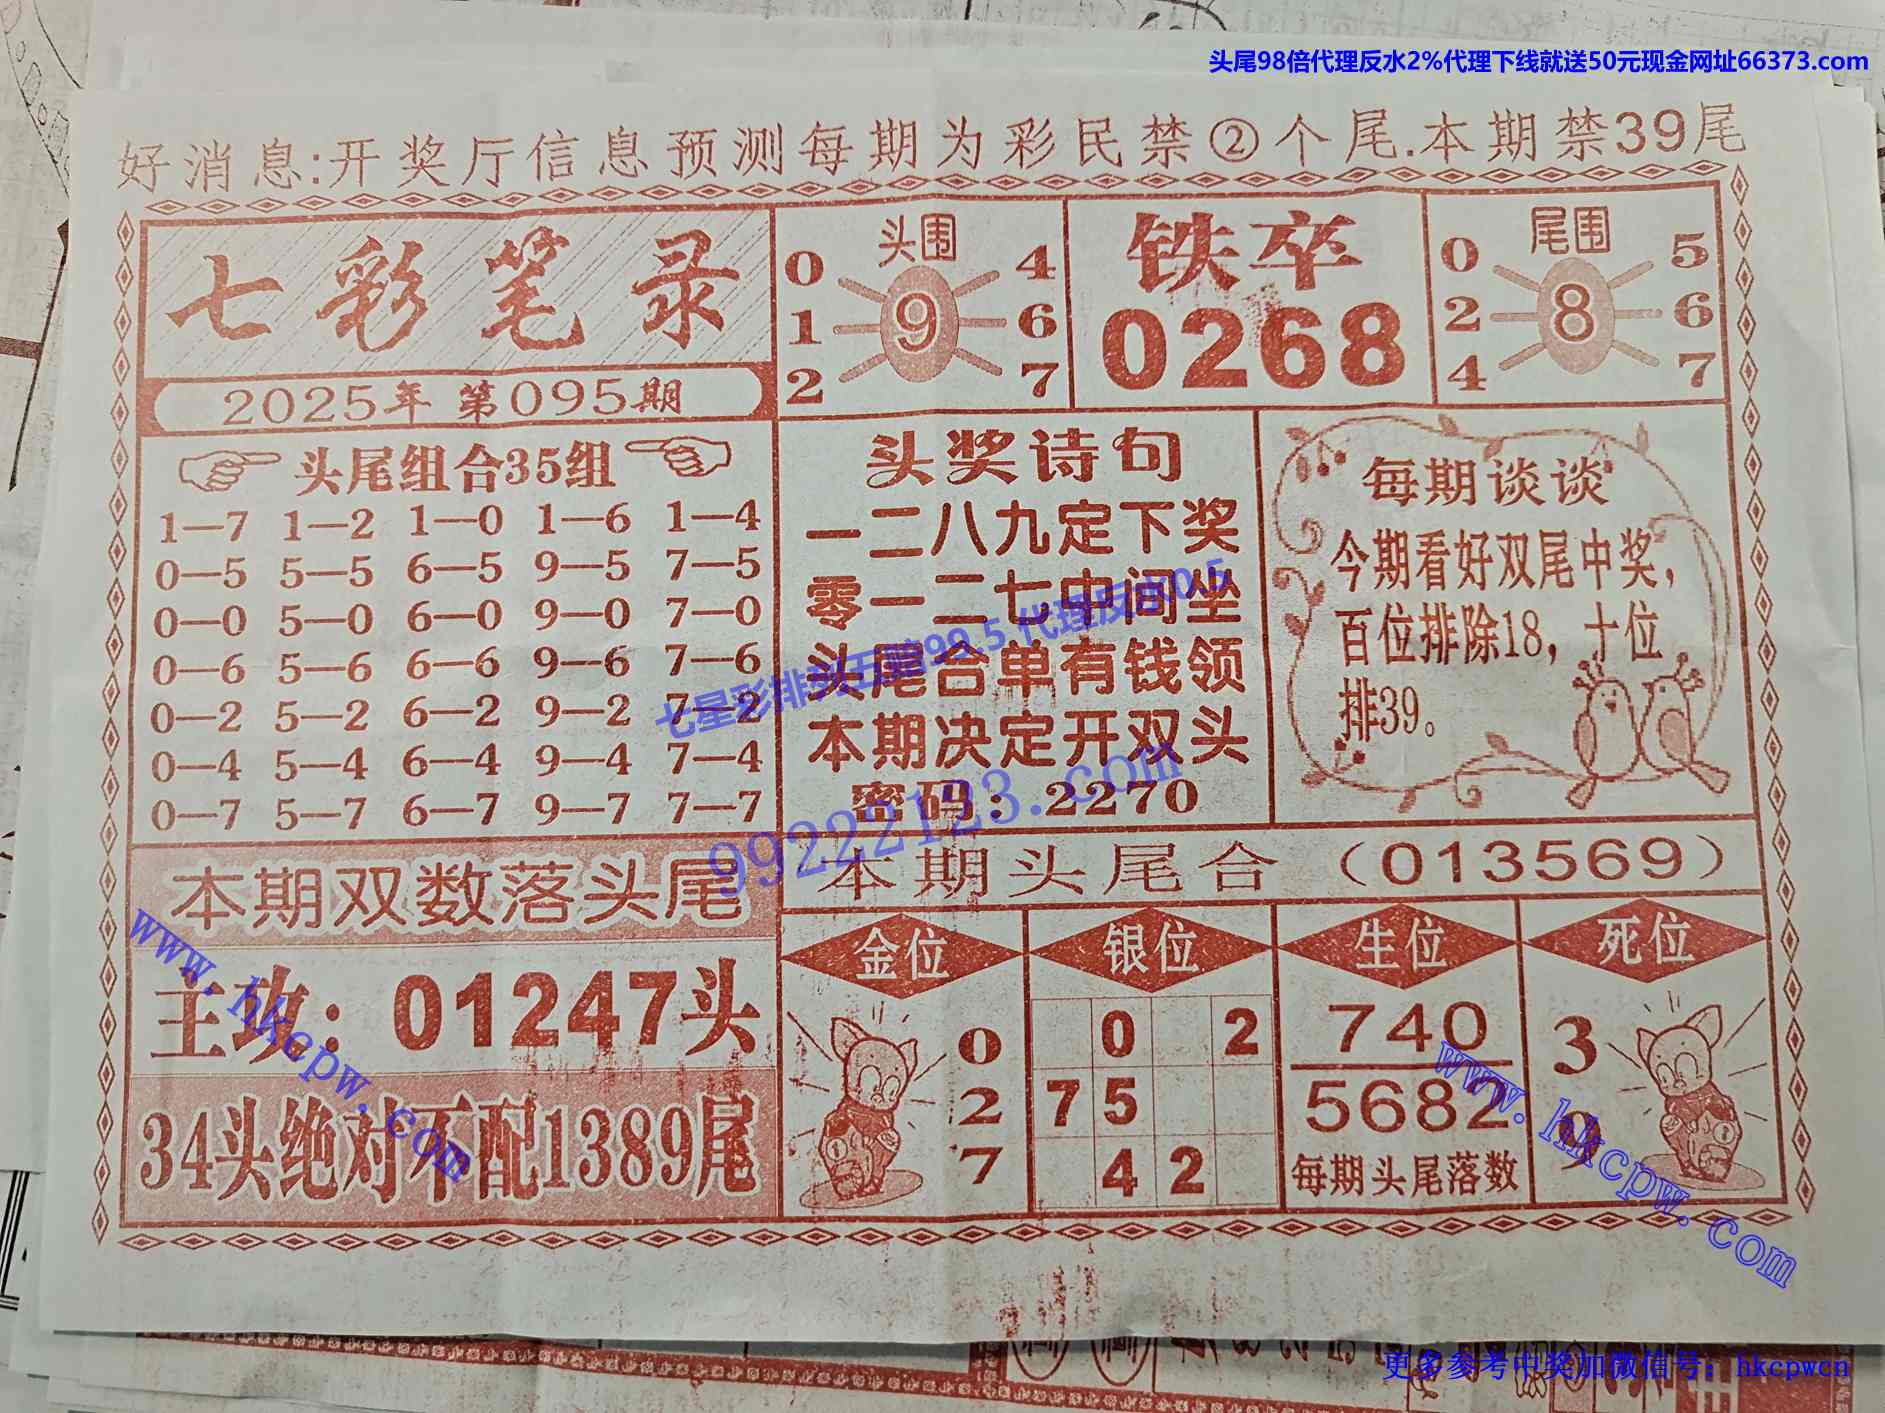 头尾98倍代理反水2%代理下线就送50元现金网址66373.com
好消息:开奖厅信息预测每期为彩民禁②个尾.本期禁39尾
七彩笔录
2025年 第095期
头围
0 4
1 9 6
2 7
铁卒
0268
尾围
0 5
2 8 6
4 7
头尾组合35组
1—7 1—2 1—0 1—6 1—4
0—5 5—5 6—5 9—5 7—5
0—0 5—0 6—0 9—0 7—0
0—6 5—6 6—6 9—6 7—6
0—2 5—2 6—2 9—2 7—2
0—4 5—4 6—4 9—4 7—4
0—7 5—7 6—7 9—7 7—7
头奖诗句
一二八九定下奖
零一二七中间坐
头尾合单有钱领
本期决定开双头
密码：2270
每期谈谈
今期看好双尾中奖，
百位排除18，十位
排39。
本期双数落头尾
主攻：01247头
34头绝对不配1389尾
本期头尾合（013569）
金位
0
2
7
银位
0 2
7 5
4 2
生位
740
5682
每期头尾落数
死位
3
9
99222123.com
www.hkcpw.com
www.hkcpw.com
更多参考中奖加微信号：hkcpwcn